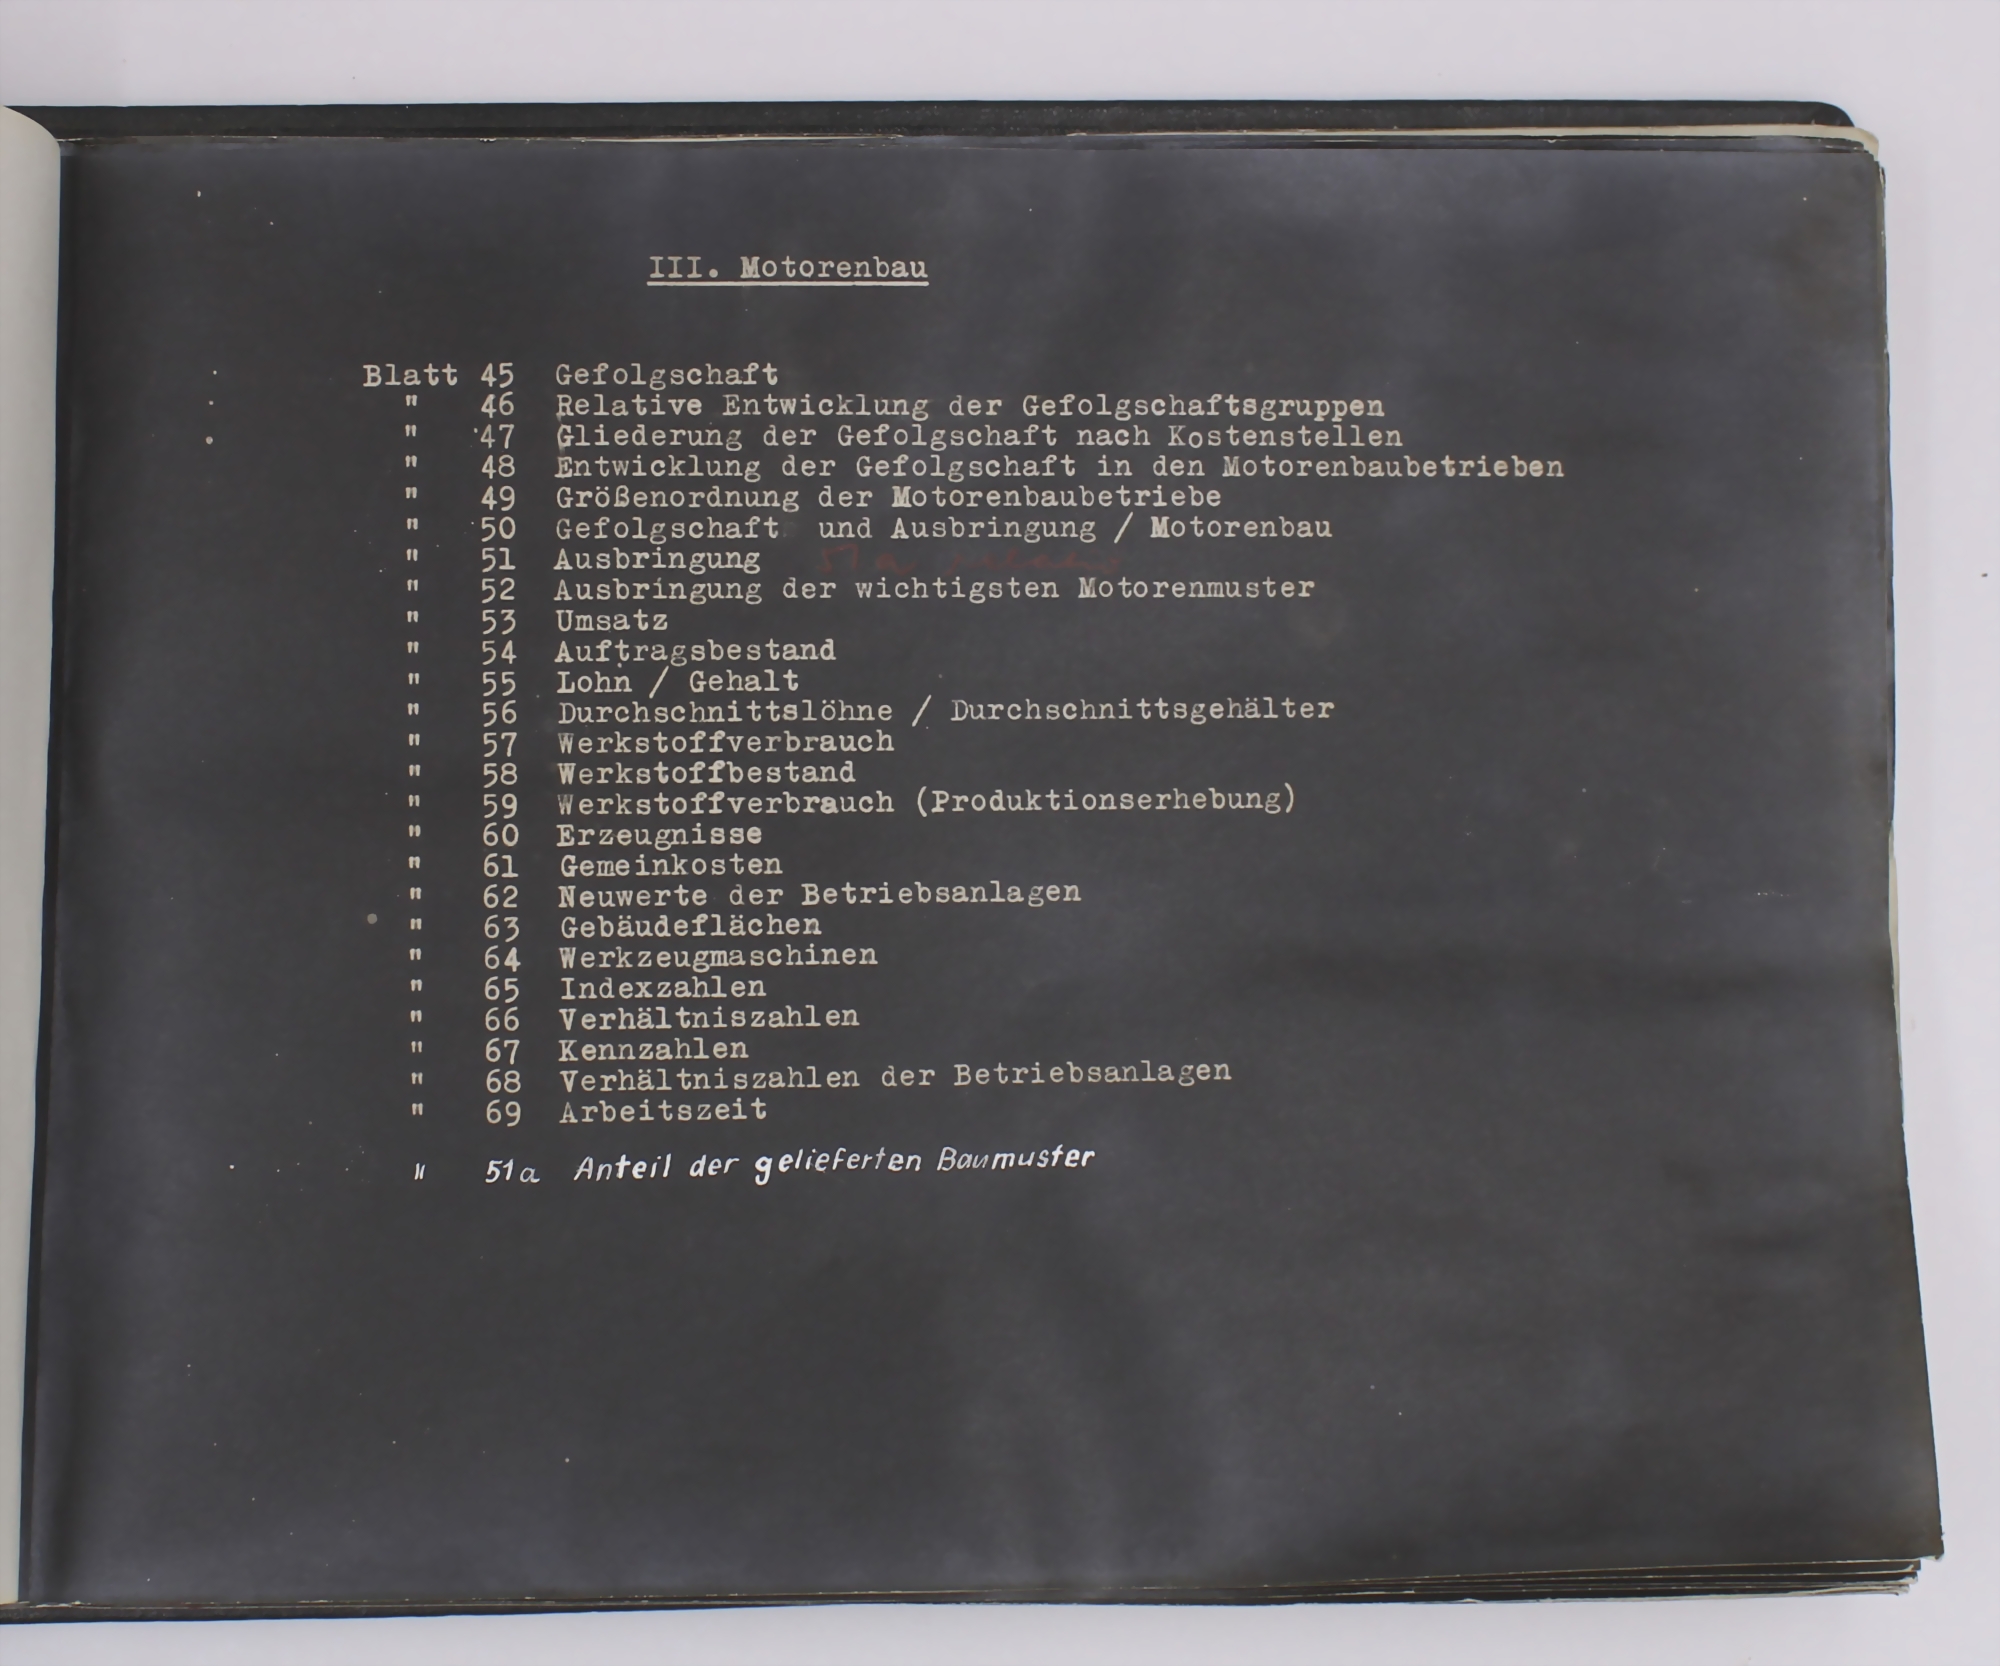 III. Motorenbau
Blatt 45 Gefolgschaft
" 46 Relative Entwicklung der Gefolgschaftsgruppen
" 47 Gliederung der Gefolgschaft nach Kostenstellen
" 48 Entwicklung der Gefolgschaft in den Motorenbaubetrieben
" 49 Größenordnung der Motorenbaubetriebe
" 50 Gefolgschaft und Ausbringung / Motorenbau
" 51 Ausbringung 51a
" 52 Ausbringung der wichtigsten Motorenmuster
" 53 Umsatz
" 54 Auftragsbestand
" 55 Lohn / Gehalt
" 56 Durchschnittslöhne / Durchschnittsgehälter
" 57 Werkstoffverbrauch
" 58 Werkstoffbestand
" 59 Werkstoffverbrauch (Produktionserhebung)
" 60 Erzeugnisse
" 61 Gemeinkosten
" 62 Neuwerte der Betriebsanlagen
" 63 Gebäudeflächen
" 64 Werkzeugmaschinen
" 65 Indexzahlen
" 66 Verhältniszahlen
" 67 Kennzahlen
" 68 Verhältniszahlen der Betriebsanlagen
" 69 Arbeitszeit
" 51a Anteil der gelieferten Baumuster